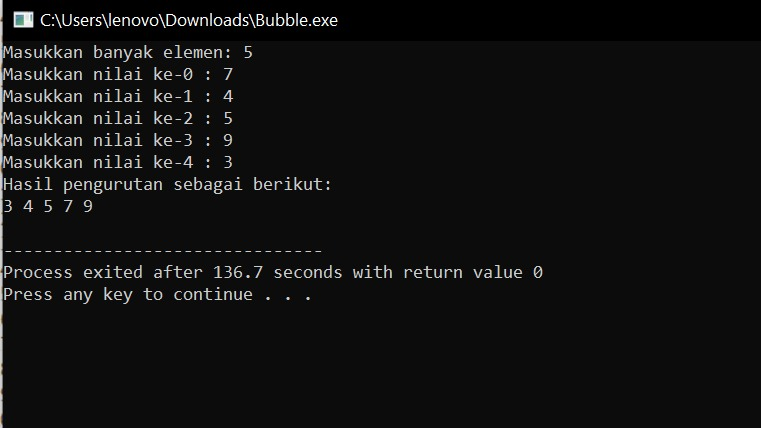 C:\Users\lenovo\Downloads\Bubble.exe
Masukkan banyak elemen: 5
Masukkan nilai ke-0 : 7
Masukkan nilai ke-1 : 4
Masukkan nilai ke-2 : 5
Masukkan nilai ke-3 : 9
Masukkan nilai ke-4 : 3
Hasil pengurutan sebagai berikut:
3 4 5 7 9
--------------------------------
Process exited after 136.7 seconds with return value 0
Press any key to continue . . .